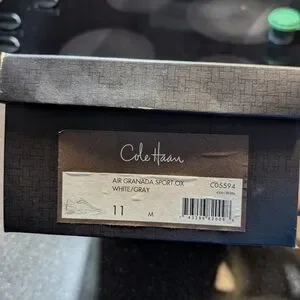 Cole Haan
AIR GRANADA.SPORT.OX C05594
WHITE/GRAY
11 M